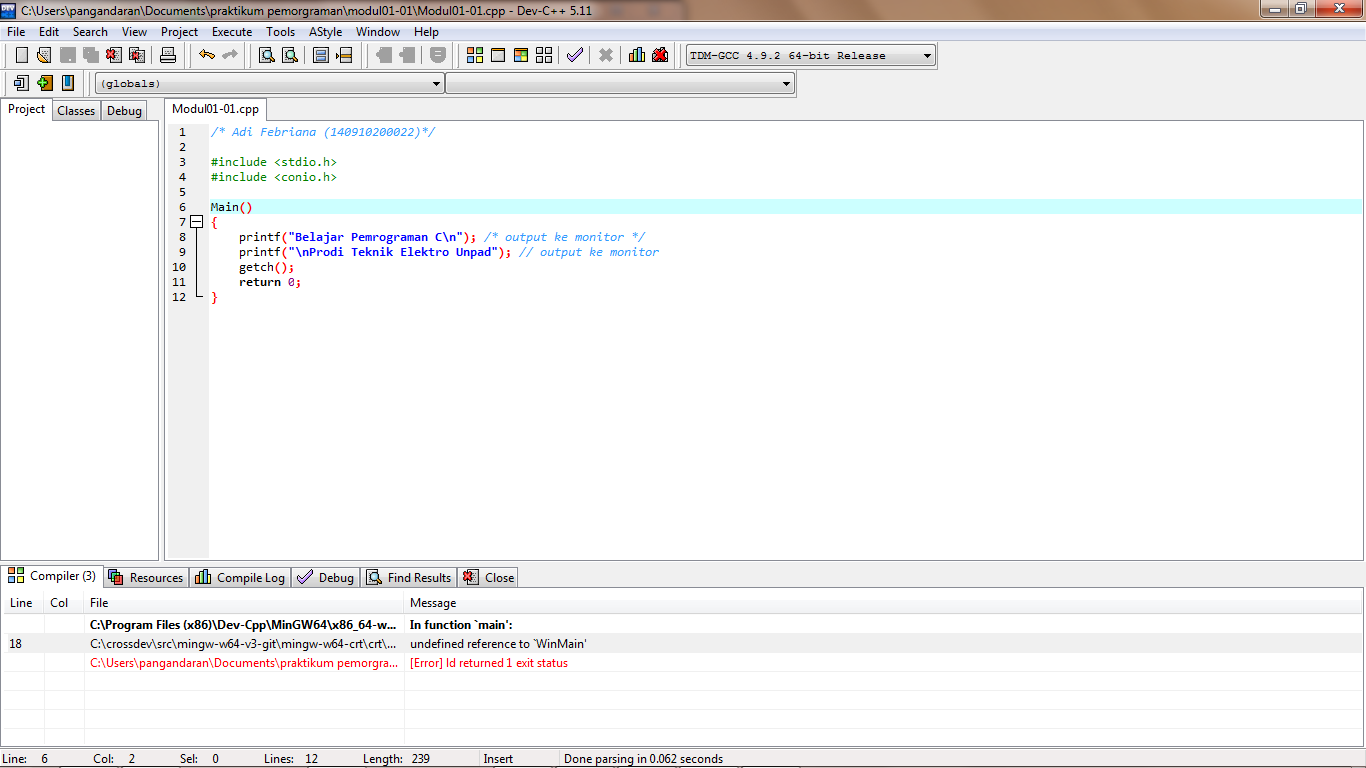 C:\Users\pangandaran\Documents\praktikum pemorgraman\modul01-01\Modul01-01.cpp - Dev-C++ 5.11
File Edit Search View Project Execute Tools AStyle Window Help
TDM-GCC 4.9.2 64-bit Release
(globals)
Project Classes Debug
Modul01-01.cpp
1 /* Adi Febriana (140910200022)*/
2
3 #include <stdio.h>
4 #include <conio.h>
5
6 Main()
7 {
8 printf("Belajar Pemrograman C\n"); /* output ke monitor */
9 printf("\nProdi Teknik Elektro Unpad"); // output ke monitor
10 getch();
11 return 0;
12 }
Compiler (3) Resources Compile Log Debug Find Results Close
Line Col File Message
C:\Program Files (x86)\Dev-Cpp\MinGW64\x86_64-w... In function `main':
18 C:\crossdev\src\mingw-w64-v3-git\mingw-w64-crt\crt\... undefined reference to `WinMain'
C:\Users\pangandaran\Documents\praktikum pemorgra... [Error] ld returned 1 exit status
Line: 6 Col: 2 Sel: 0 Lines: 12 Length: 239 Insert Done parsing in 0.062 seconds